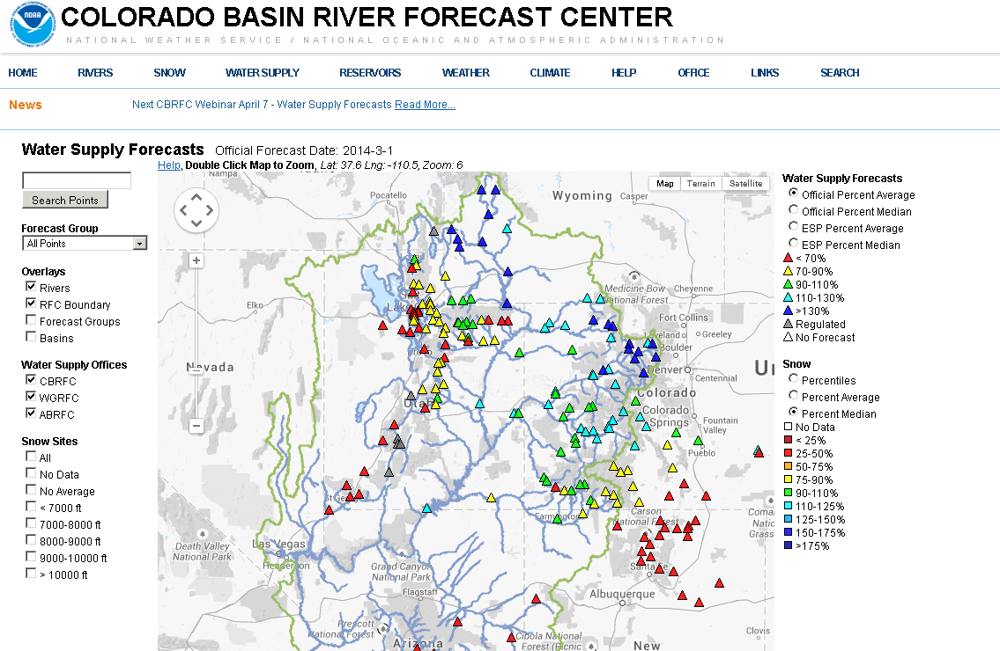 NOAA
COLORADO BASIN RIVER FORECAST CENTER
NATIONAL WEATHER SERVICE / NATIONAL OCEANIC AND ATMOSPHERIC ADMINISTRATION
HOME RIVERS SNOW WATER SUPPLY RESERVOIRS WEATHER CLIMATE HELP OFFICE LINKS SEARCH
News Next CBRFC Webinar April 7 - Water Supply Forecasts Read More...
Water Supply Forecasts Official Forecast Date: 2014-3-1
Help, Double Click Map to Zoom, Lat: 37.6 Lng: -110.5, Zoom: 6
Search Points
Forecast Group
All Points
Overlays
Rivers
RFC Boundary
Forecast Groups
Basins
Water Supply Offices
CBRFC
WGRFC
ABRFC
Snow Sites
All
No Data
No Average
< 7000 ft
7000-8000 ft
8000-9000 ft
9000-10000 ft
> 10000 ft
Nampa
Pocatello
Wyoming
Casper
Map Terrain Satellite
Medicine Bow
National Forest
Cheyenne
Elko
Lake
Fort Collins
Loveland
Greeley
Boulder
Nevada
Denver
Centennial
Un
Utah
Colorado
Colorado
Springs
Fountain
Valley
Pueblo
St George
Farmington
Carson
National Forest
Coman
Nation
Grassl
Death Valley
National Park
Las Vegas
Henderson
Grand Canyon
National Park
Santa Fe
Flagstaff
Albuquerque
Prescott
National Forest
Arizona
Cibola National
Forest (Picnic
Clovis
New
Water Supply Forecasts
Official Percent Average
Official Percent Median
ESP Percent Average
ESP Percent Median
< 70%
70-90%
90-110%
110-130%
>130%
Regulated
No Forecast
Snow
Percentiles
Percent Average
Percent Median
No Data
< 25%
25-50%
50-75%
75-90%
90-110%
110-125%
125-150%
150-175%
>175%